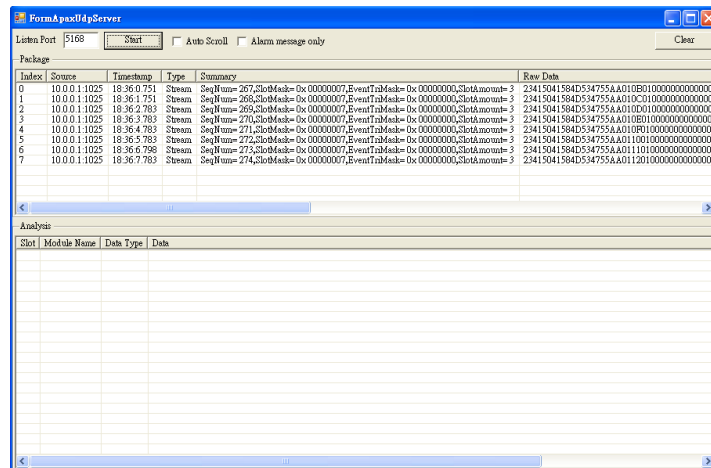 FormApaxUdpServer
Listen Port 5168 Start Auto Scroll Alarm message only Clear
Package
Index Source Timestamp Type Summary Raw Data
0 10.0.0.1:1025 18:36:0.751 Stream SeqNum= 267,SlotMask= 0x 00000007,EventTriMask= 0x 00000000,SlotAmount= 3 23415041584D534755AA010B01000000000000
1 10.0.0.1:1025 18:36:1.751 Stream SeqNum= 268,SlotMask= 0x 00000007,EventTriMask= 0x 00000000,SlotAmount= 3 23415041584D534755AA010C01000000000000
2 10.0.0.1:1025 18:36:2.783 Stream SeqNum= 269,SlotMask= 0x 00000007,EventTriMask= 0x 00000000,SlotAmount= 3 23415041584D534755AA010D01000000000000
3 10.0.0.1:1025 18:36:3.783 Stream SeqNum= 270,SlotMask= 0x 00000007,EventTriMask= 0x 00000000,SlotAmount= 3 23415041584D534755AA010E01000000000000
4 10.0.0.1:1025 18:36:4.783 Stream SeqNum= 271,SlotMask= 0x 00000007,EventTriMask= 0x 00000000,SlotAmount= 3 23415041584D534755AA010F01000000000000
5 10.0.0.1:1025 18:36:5.783 Stream SeqNum= 272,SlotMask= 0x 00000007,EventTriMask= 0x 00000000,SlotAmount= 3 23415041584D534755AA011001000000000000
6 10.0.0.1:1025 18:36:6.798 Stream SeqNum= 273,SlotMask= 0x 00000007,EventTriMask= 0x 00000000,SlotAmount= 3 23415041584D534755AA011101000000000000
7 10.0.0.1:1025 18:36:7.783 Stream SeqNum= 274,SlotMask= 0x 00000007,EventTriMask= 0x 00000000,SlotAmount= 3 23415041584D534755AA011201000000000000
Analysis
Slot Module Name Data Type Data